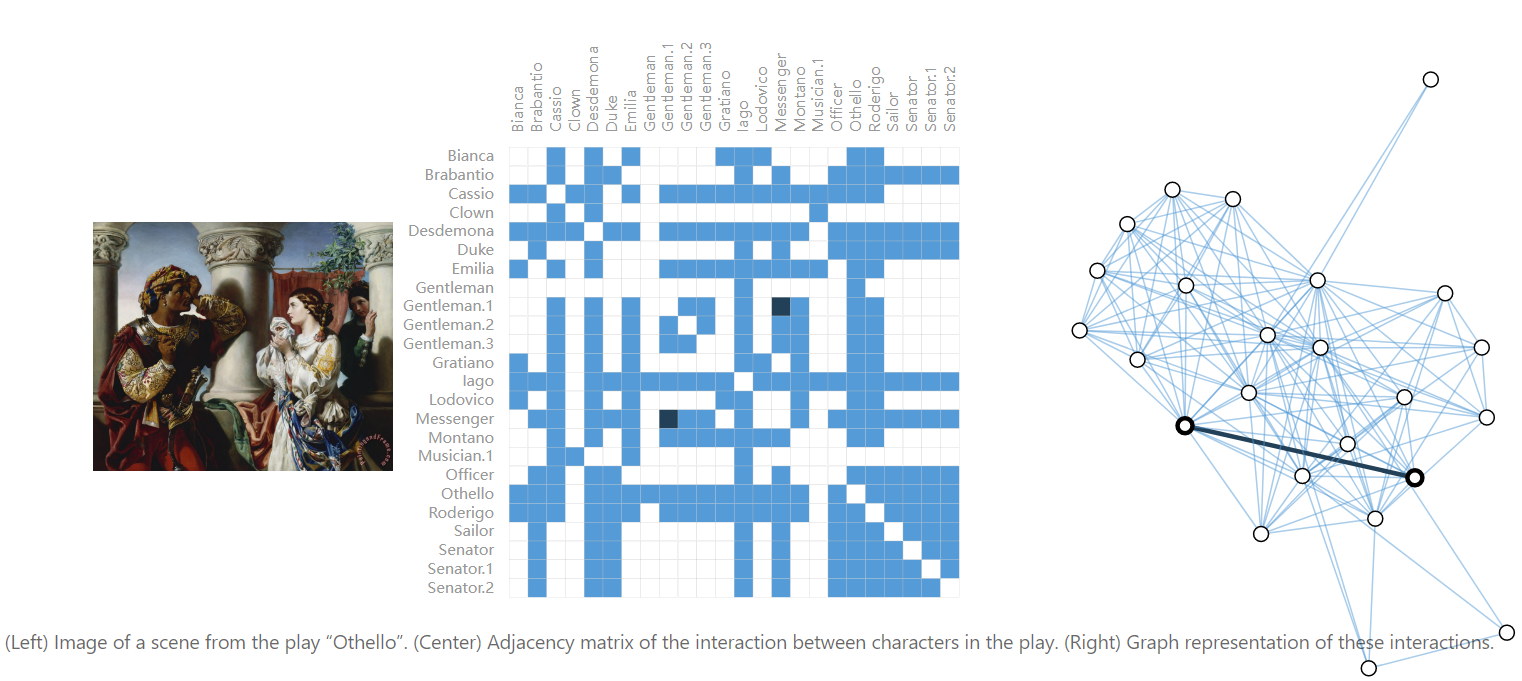 Bianca
Brabantio
Cassio
Clown
Desdemona
Duke
Emilia
Gentleman
Gentleman.1
Gentleman.2
Gentleman.3
Gratiano
Iago
Lodovico
Messenger
Montano
Musician.1
Officer
Othello
Roderigo
Sailor
Senator
Senator.1
Senator.2
Bianca
Brabantio
Cassio
Clown
Desdemona
Duke
Emilia
Gentleman
Gentleman.1
Gentleman.2
Gentleman.3
Gratiano
Iago
Lodovico
Messenger
Montano
Musician.1
Officer
Othello
Roderigo
Sailor
Senator
Senator.1
Senator.2
(Left) Image of a scene from the play “Othello”. (Center) Adjacency matrix of the interaction between characters in the play. (Right) Graph representation of these interactions.